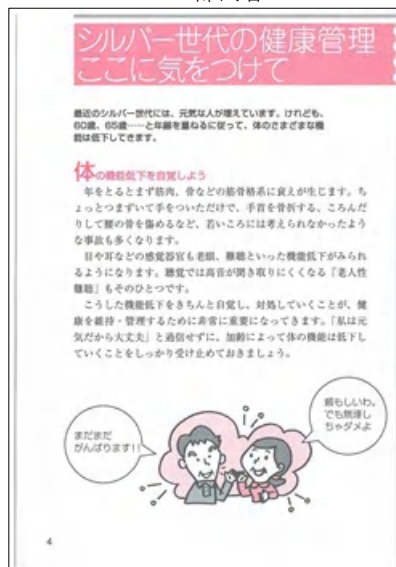 シルバー世代の健康管理
ここに気をつけて
最近のシルバー世代には、元気な人が増えています。けれども、
60歳、65歳……と年齢を重ねるに従って、体のさまざまな機
能は低下してきます。
体の機能低下を自覚しよう
年をとるとまず筋肉、骨などの筋骨格系に衰えが生じます。ち
ょっとつまずいて手をついただけで、手首を骨折する、ころんだ
りして腰の骨を傷めるなど、若いころには考えられなかったよう
な事故も多くなります。
目や耳などの感覚器官も老眼、難聴といった機能低下がみられ
るようになります。聴覚では高音が聞き取りにくくなる「老人性
難聴」もそのひとつです。
こうした機能低下をきちんと自覚し、対処していくことが、健
康を維持・管理するために非常に重要になってきます。「私は元
気だから大丈夫」と過信せずに、加齢によって体の機能は低下し
ていくことをしっかり受け止めておきましょう。
まだまだ
がんばります!!
頼もしいわ。
でも無理し
ちゃダメよ
4